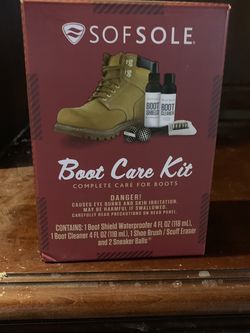 SOFSOLE®
BOOT
SHIELD
BOOT
CLEANER
Boot Care Kit
COMPLETE CARE FOR BOOTS
DANGER!
CAUSES EYE BURNS AND SKIN IRRITATION.
MAY BE HARMFUL IF SWALLOWED.
CAREFULLY READ PRECAUTIONS ON REAR PANEL.
CONTAINS: 1 Boot Shield Waterproofer 4 FL OZ (118 mL),
1 Boot Cleaner 4 FL OZ (118 mL), 1 Shoe Brush / Scuff Eraser
and 2 Sneaker Balls™